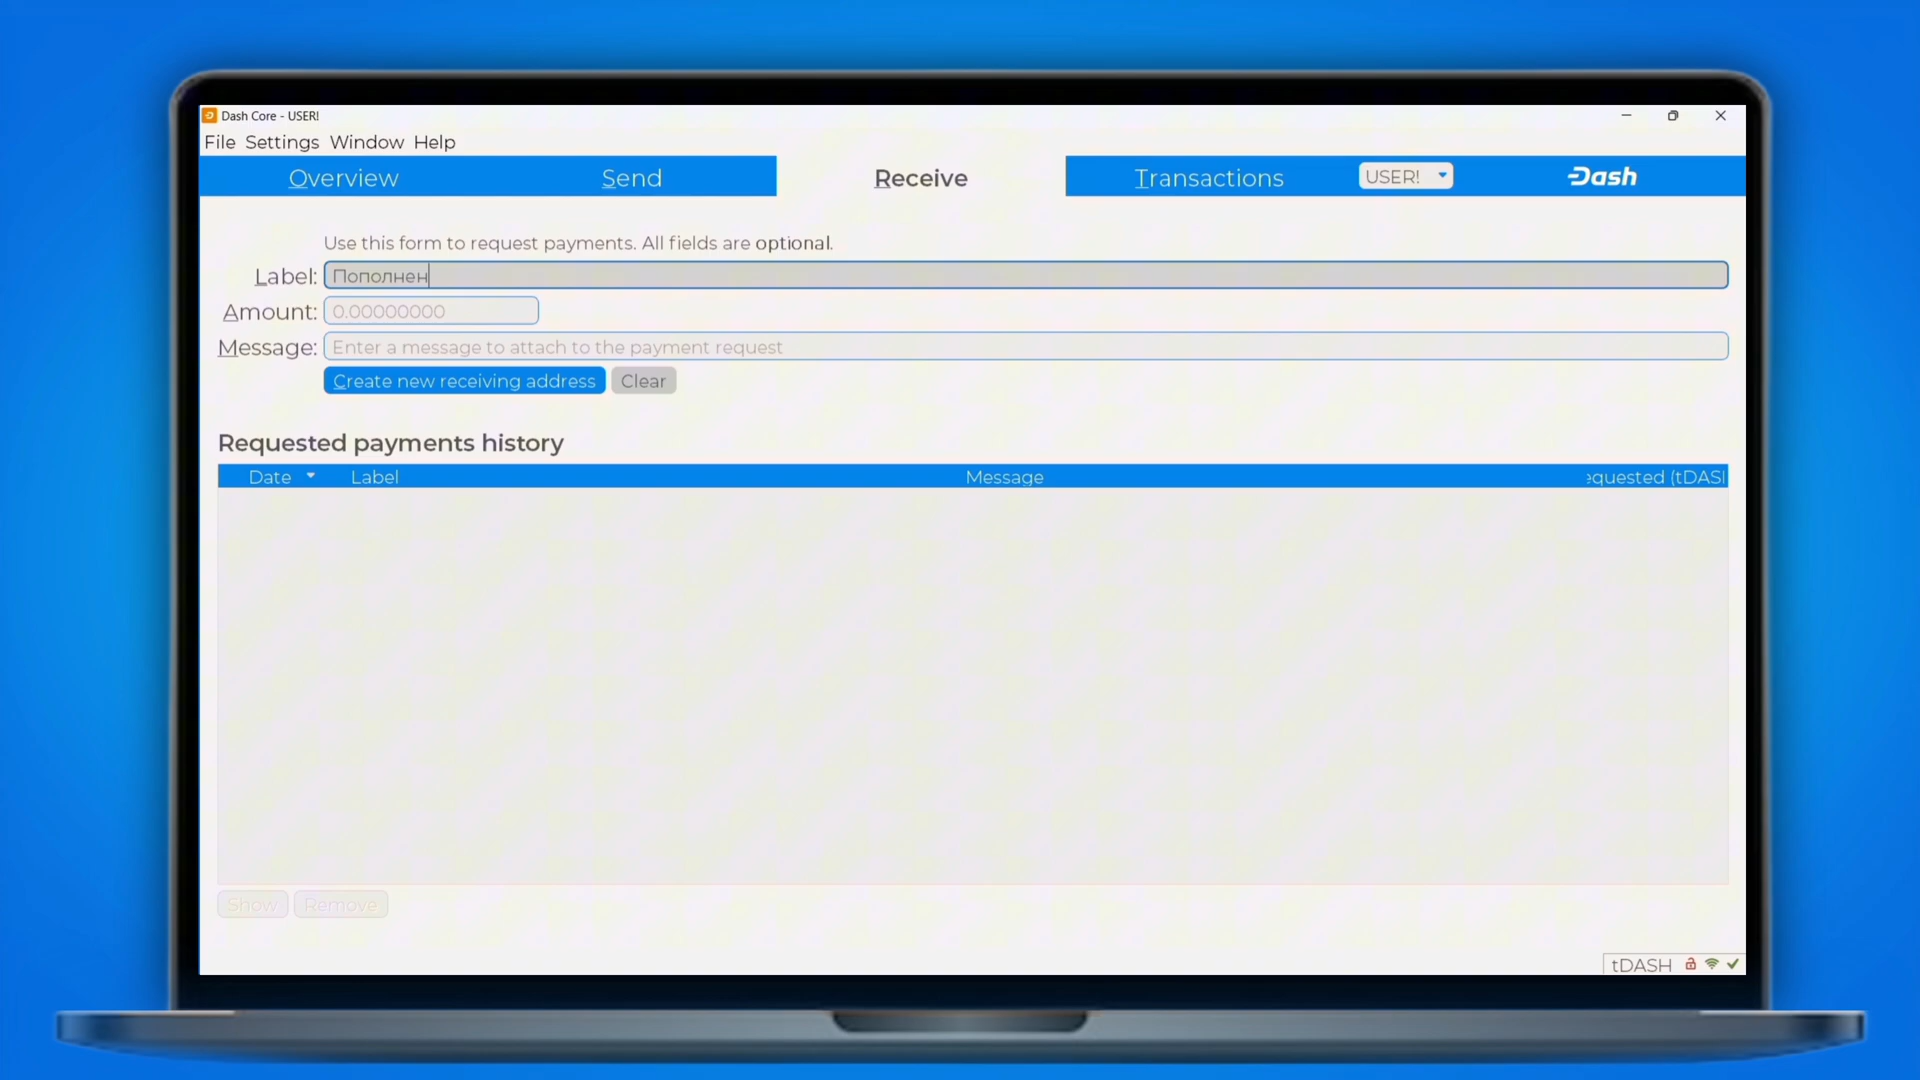 Dash Core - USER!
File Settings Window Help
Overview Send Receive Transactions USER! Dash
Use this form to request payments. All fields are optional.
Label: Пополнен
Amount: 0.00000000
Message: Enter a message to attach to the payment request
Create new receiving address Clear
Requested payments history
Date Label Message equested (tDASH
Show Remove
tDASH